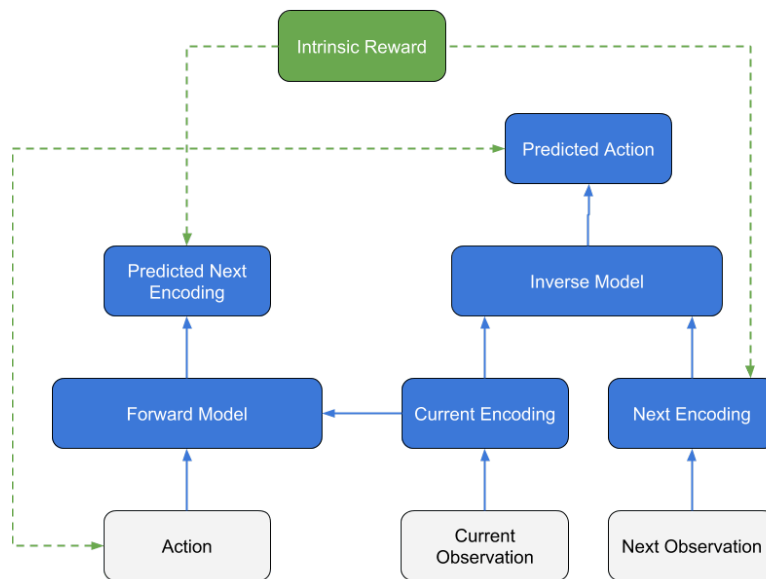 Intrinsic Reward
Predicted Action
Predicted Next
Encoding
Inverse Model
Forward Model
Current Encoding
Next Encoding
Action
Current
Observation
Next Observation